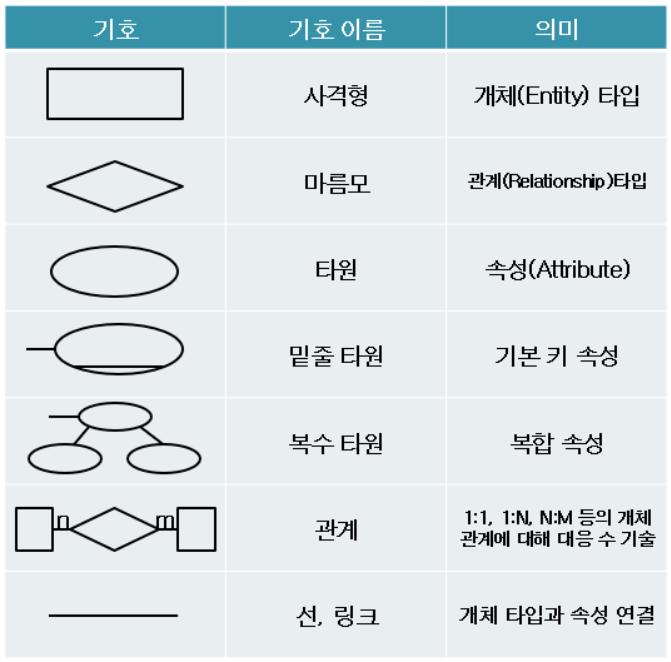 기호 기호 이름 의미
사격형 개체(Entity) 타입
마름모 관계(Relationship)타입
타원 속성(Attribute)
밑줄 타원 기본 키 속성
복수 타원 복합 속성
n m 관계 1:1, 1:N, N:M 등의 개체
관계에 대해 대응 수 기술
선, 링크 개체 타입과 속성 연결